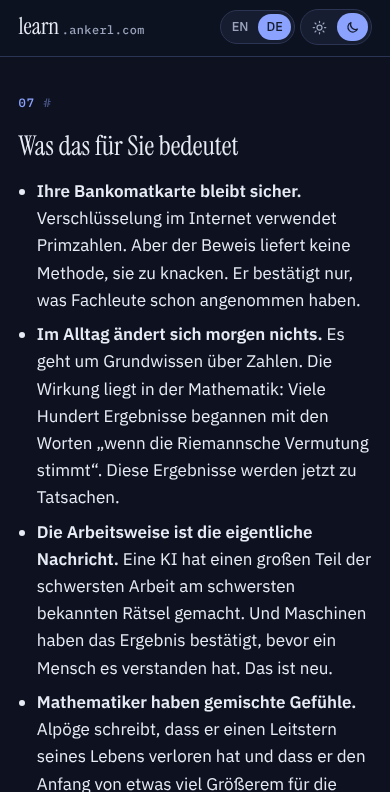 learn.ankerl.com EN DE
07 #
Was das für Sie bedeutet
• Ihre Bankomatkarte bleibt sicher.
Verschlüsselung im Internet verwendet
Primzahlen. Aber der Beweis liefert keine
Methode, sie zu knacken. Er bestätigt nur,
was Fachleute schon angenommen haben.
• Im Alltag ändert sich morgen nichts. Es
geht um Grundwissen über Zahlen. Die
Wirkung liegt in der Mathematik: Viele
Hundert Ergebnisse begannen mit den
Worten „wenn die Riemannsche Vermutung
stimmt“. Diese Ergebnisse werden jetzt zu
Tatsachen.
• Die Arbeitsweise ist die eigentliche
Nachricht. Eine KI hat einen großen Teil der
schwersten Arbeit am schwersten
bekannten Rätsel gemacht. Und Maschinen
haben das Ergebnis bestätigt, bevor ein
Mensch es verstanden hat. Das ist neu.
• Mathematiker haben gemischte Gefühle.
Alpöge schreibt, dass er einen Leitstern
seines Lebens verloren hat und dass er den
Anfang von etwas viel Größerem für die